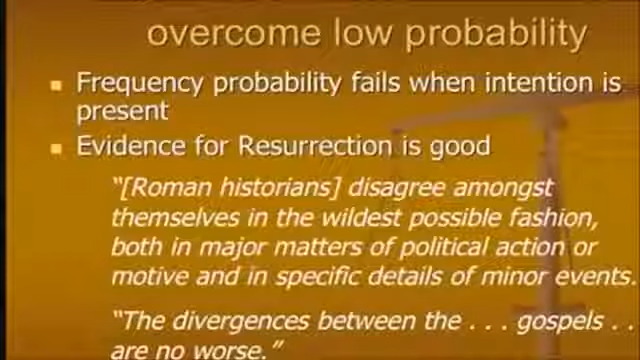 overcome low probability
Frequency probability fails when intention is
present
Evidence for Resurrection is good
"[Roman historians] disagree amongst
themselves in the wildest possible fashion,
both in major matters of political action or
motive and in specific details of minor events.
"The divergences between the . . . gospels . .
are no worse."